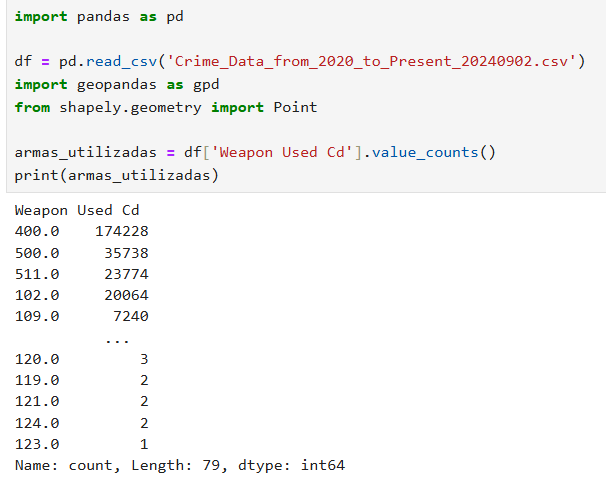 import pandas as pd
df = pd.read_csv('Crime_Data_from_2020_to_Present_20240902.csv')
import geopandas as gpd
from shapely.geometry import Point
armas_utilizadas = df['Weapon Used Cd'].value_counts()
print(armas_utilizadas)
Weapon Used Cd
400.0    174228
500.0     35738
511.0     23774
102.0     20064
109.0      7240
          ...
120.0         3
119.0         2
121.0         2
124.0         2
123.0         1
Name: count, Length: 79, dtype: int64